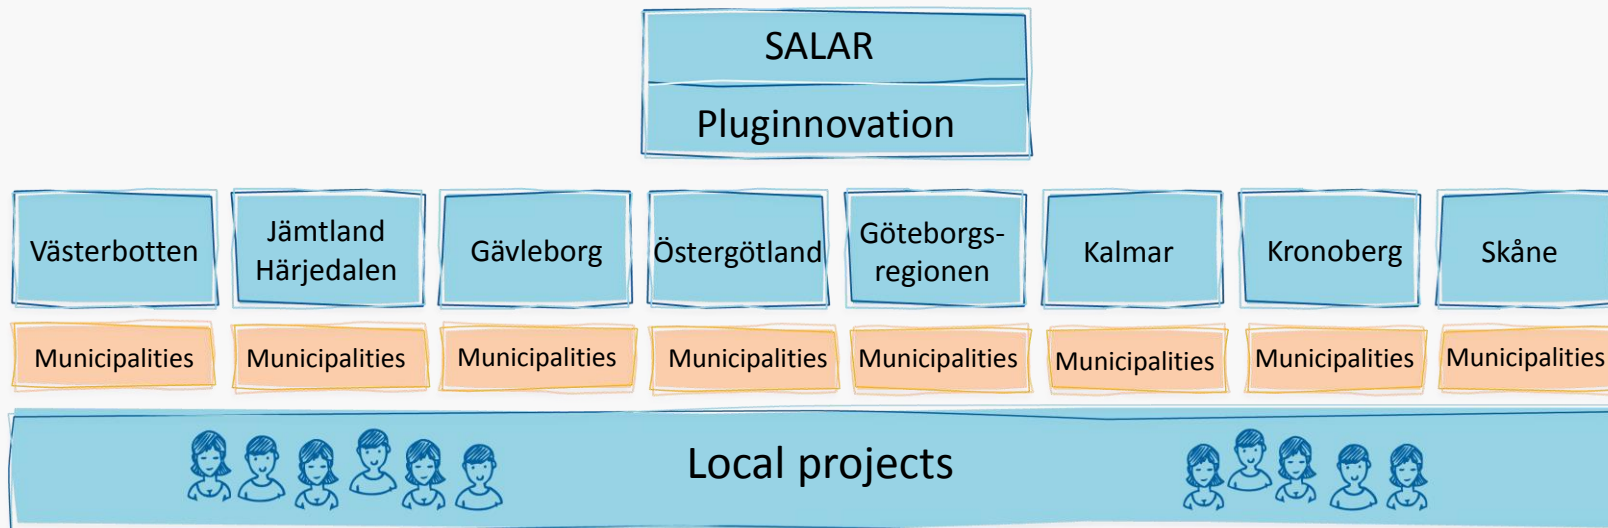 SALAR
Pluginnovation
Västerbotten
Jämtland
Härjedalen
Gävleborg
Östergötland
Göteborgs-
regionen
Kalmar
Kronoberg
Skåne
Municipalities
Municipalities
Municipalities
Municipalities
Municipalities
Municipalities
Municipalities
Municipalities
Local projects